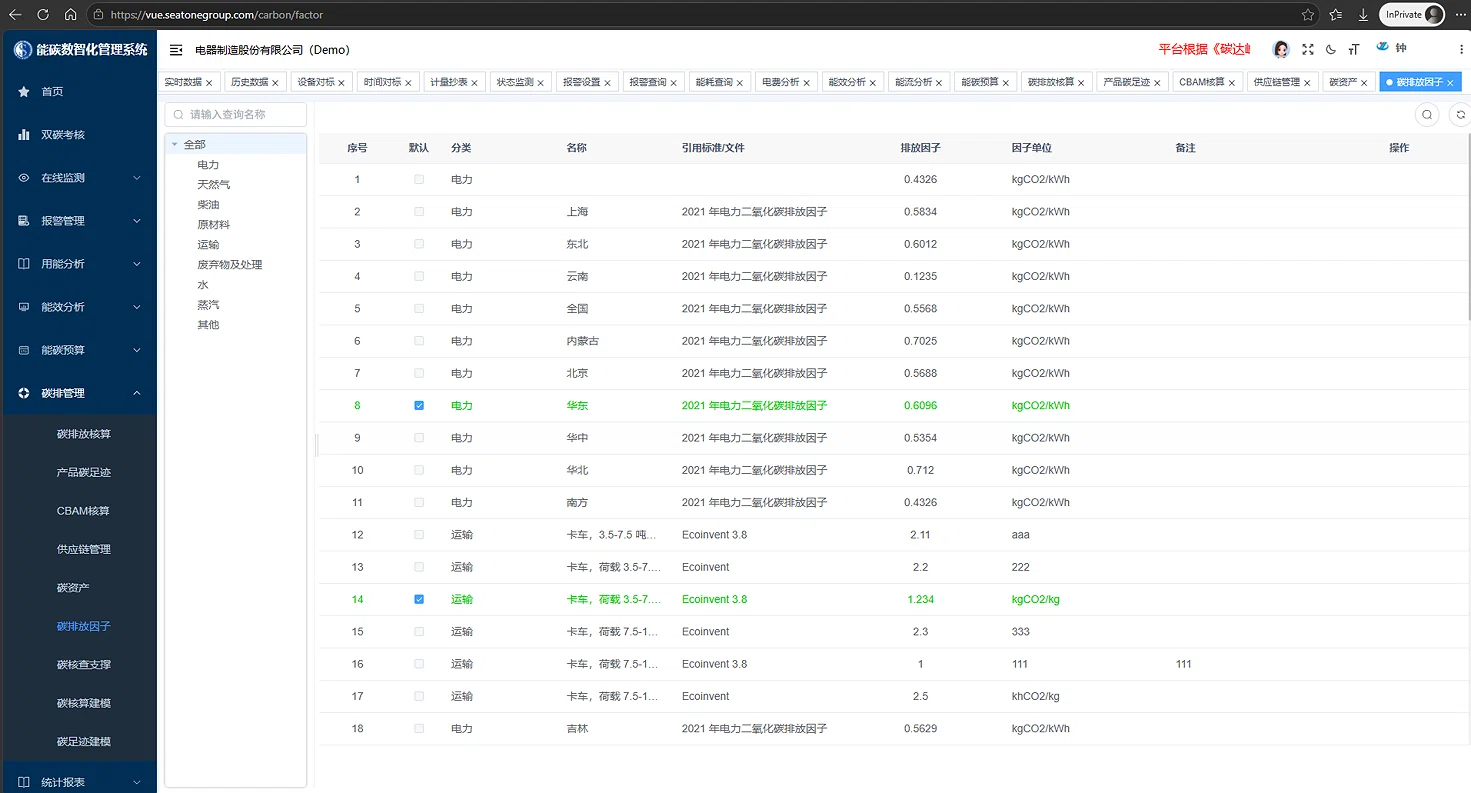 https://vue.seatonegroup.com/carbon/factor InPrivate
能碳数智化管理系统 电器制造股份有限公司（Demo） 平台根据《碳达 钟
实时数据 历史数据 设备对标 时间对标 计量抄表 状态监测 报警设置 报警查询 能耗查询 电费分析 能效分析 能流分析 能碳预算 碳排放核算 产品碳足迹 CBAM核算 供应链管理 碳资产 碳排放因子
首页
双碳考核
在线监测
报警管理
用能分析
能效分析
能碳预算
碳排管理
碳排放核算
产品碳足迹
CBAM核算
供应链管理
碳资产
碳排放因子
碳核查支撑
碳核算建模
碳足迹建模
统计报表
请输入查询名称
全部
电力
天然气
柴油
原材料
运输
废弃物及处理
水
蒸汽
其他
序号 默认 分类 名称 引用标准/文件 排放因子 因子单位 备注 操作
1 电力 0.4326 kgCO2/kWh
2 电力 上海 2021 年电力二氧化碳排放因子 0.5834 kgCO2/kWh
3 电力 东北 2021 年电力二氧化碳排放因子 0.6012 kgCO2/kWh
4 电力 云南 2021 年电力二氧化碳排放因子 0.1235 kgCO2/kWh
5 电力 全国 2021 年电力二氧化碳排放因子 0.5568 kgCO2/kWh
6 电力 内蒙古 2021 年电力二氧化碳排放因子 0.7025 kgCO2/kWh
7 电力 北京 2021 年电力二氧化碳排放因子 0.5688 kgCO2/kWh
8 电力 华东 2021 年电力二氧化碳排放因子 0.6096 kgCO2/kWh
9 电力 华中 2021 年电力二氧化碳排放因子 0.5354 kgCO2/kWh
10 电力 华北 2021 年电力二氧化碳排放因子 0.712 kgCO2/kWh
11 电力 南方 2021 年电力二氧化碳排放因子 0.4326 kgCO2/kWh
12 运输 卡车，3.5-7.5 吨... Ecoinvent 3.8 2.11 aaa
13 运输 卡车，荷载 3.5-7.... Ecoinvent 2.2 222
14 运输 卡车，荷载 3.5-7.... Ecoinvent 3.8 1.234 kgCO2/kg
15 运输 卡车，荷载 7.5-1... Ecoinvent 2.3 333
16 运输 卡车，荷载 7.5-1... Ecoinvent 3.8 1 111 111
17 运输 卡车，荷载 7.5-1... Ecoinvent 2.5 khCO2/kg
18 电力 吉林 2021 年电力二氧化碳排放因子 0.5629 kgCO2/kWh